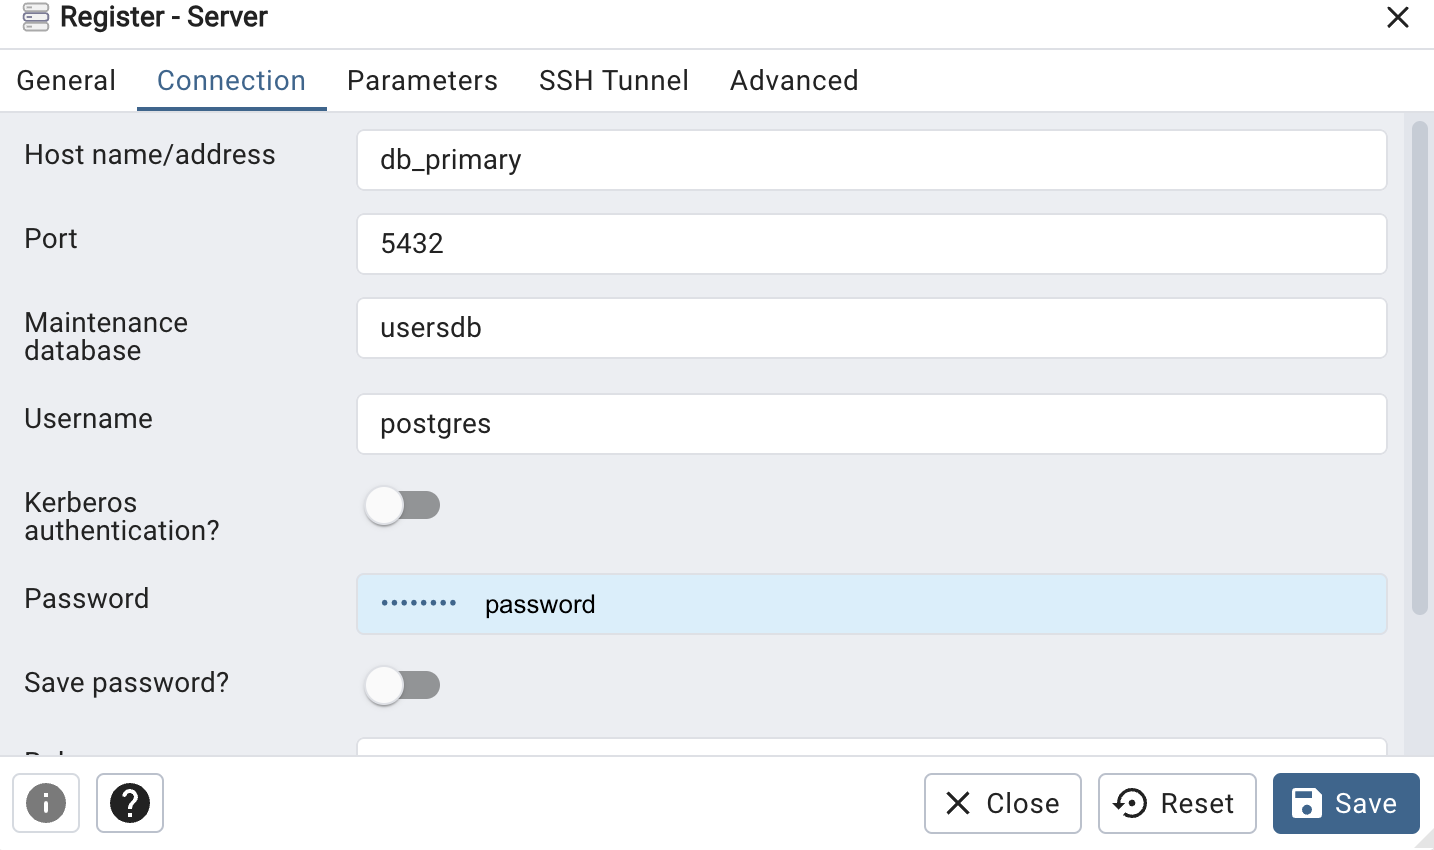 Register - Server
General Connection Parameters SSH Tunnel Advanced
Host name/address db_primary
Port 5432
Maintenance
database
usersdb
Username postgres
Kerberos
authentication?
Password •••••••• password
Save password?
Close Reset Save